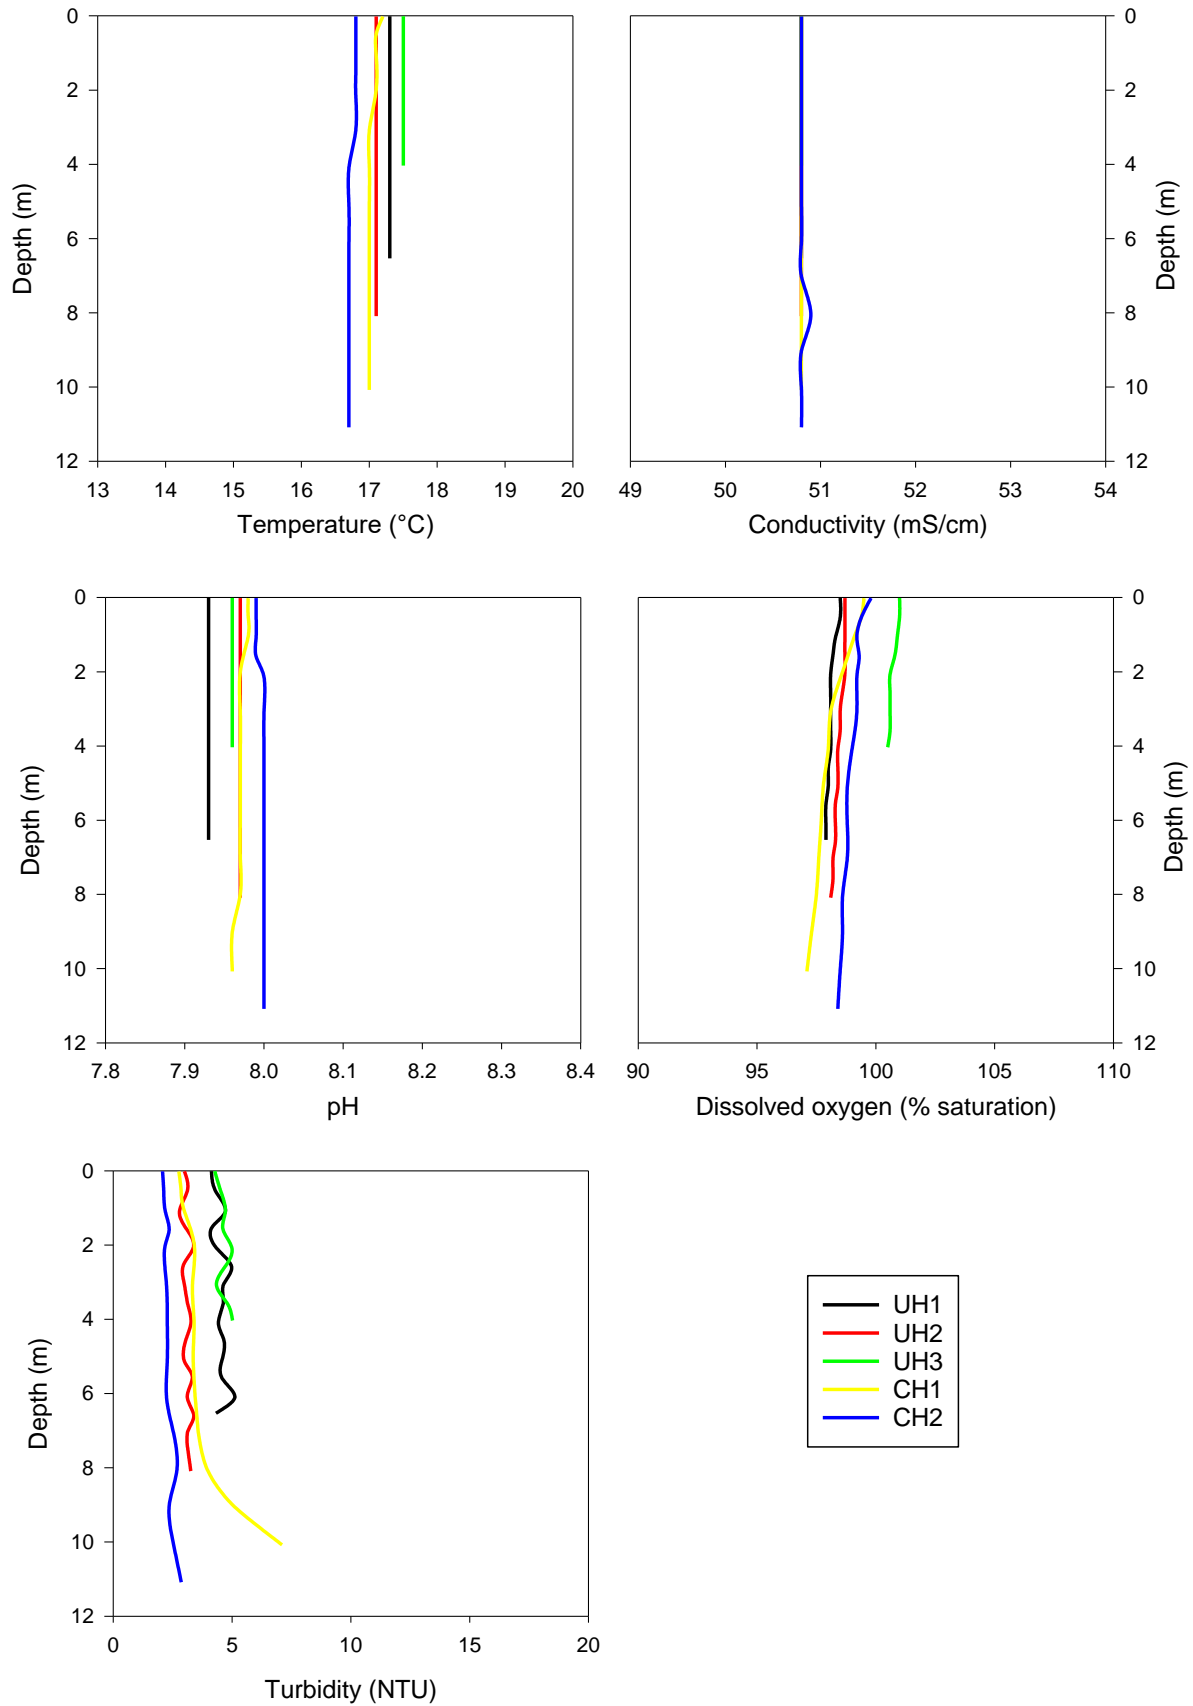 0
2
4
6
8
10
12
Depth (m)
13 14 15 16 17 18 19 20
Temperature (°C)
0
2
4
6
8
10
12
Depth (m)
49 50 51 52 53 54
Conductivity (mS/cm)
0
2
4
6
8
10
12
Depth (m)
7.8 7.9 8.0 8.1 8.2 8.3 8.4
pH
0
2
4
6
8
10
12
Depth (m)
90 95 100 105 110
Dissolved oxygen (% saturation)
0
2
4
6
8
10
12
Depth (m)
0 5 10 15 20
Turbidity (NTU)
UH1
UH2
UH3
CH1
CH2